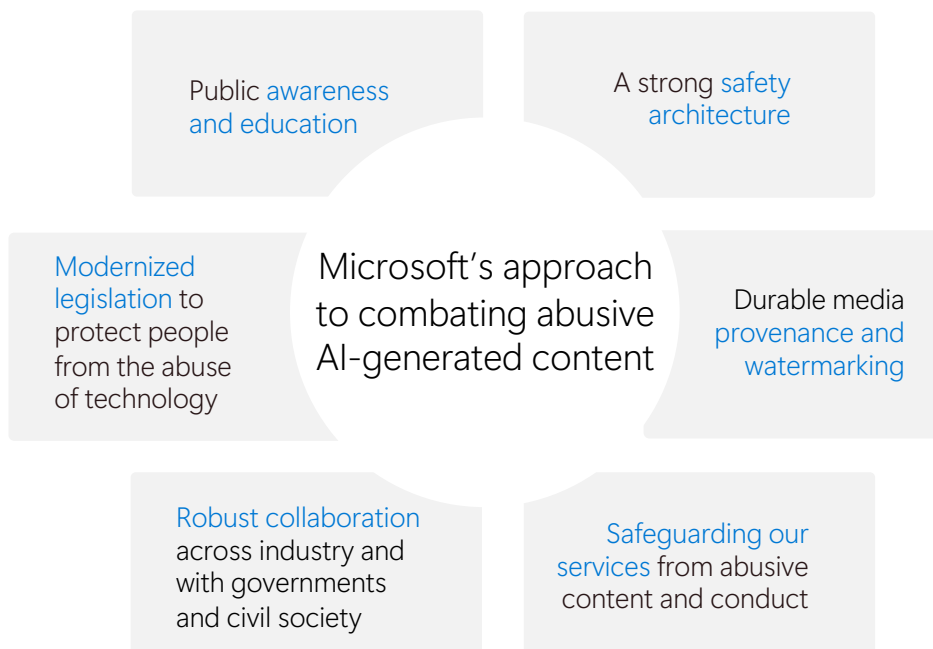 Public awareness
and education
A strong safety
architecture
Microsoft's approach
to combating abusive
AI-generated content
Modernized
legislation to
protect people
from the abuse
of technology
Durable media
provenance and
watermarking
Robust collaboration
across industry and
with governments
and civil society
Safeguarding our
services from abusive
content and conduct